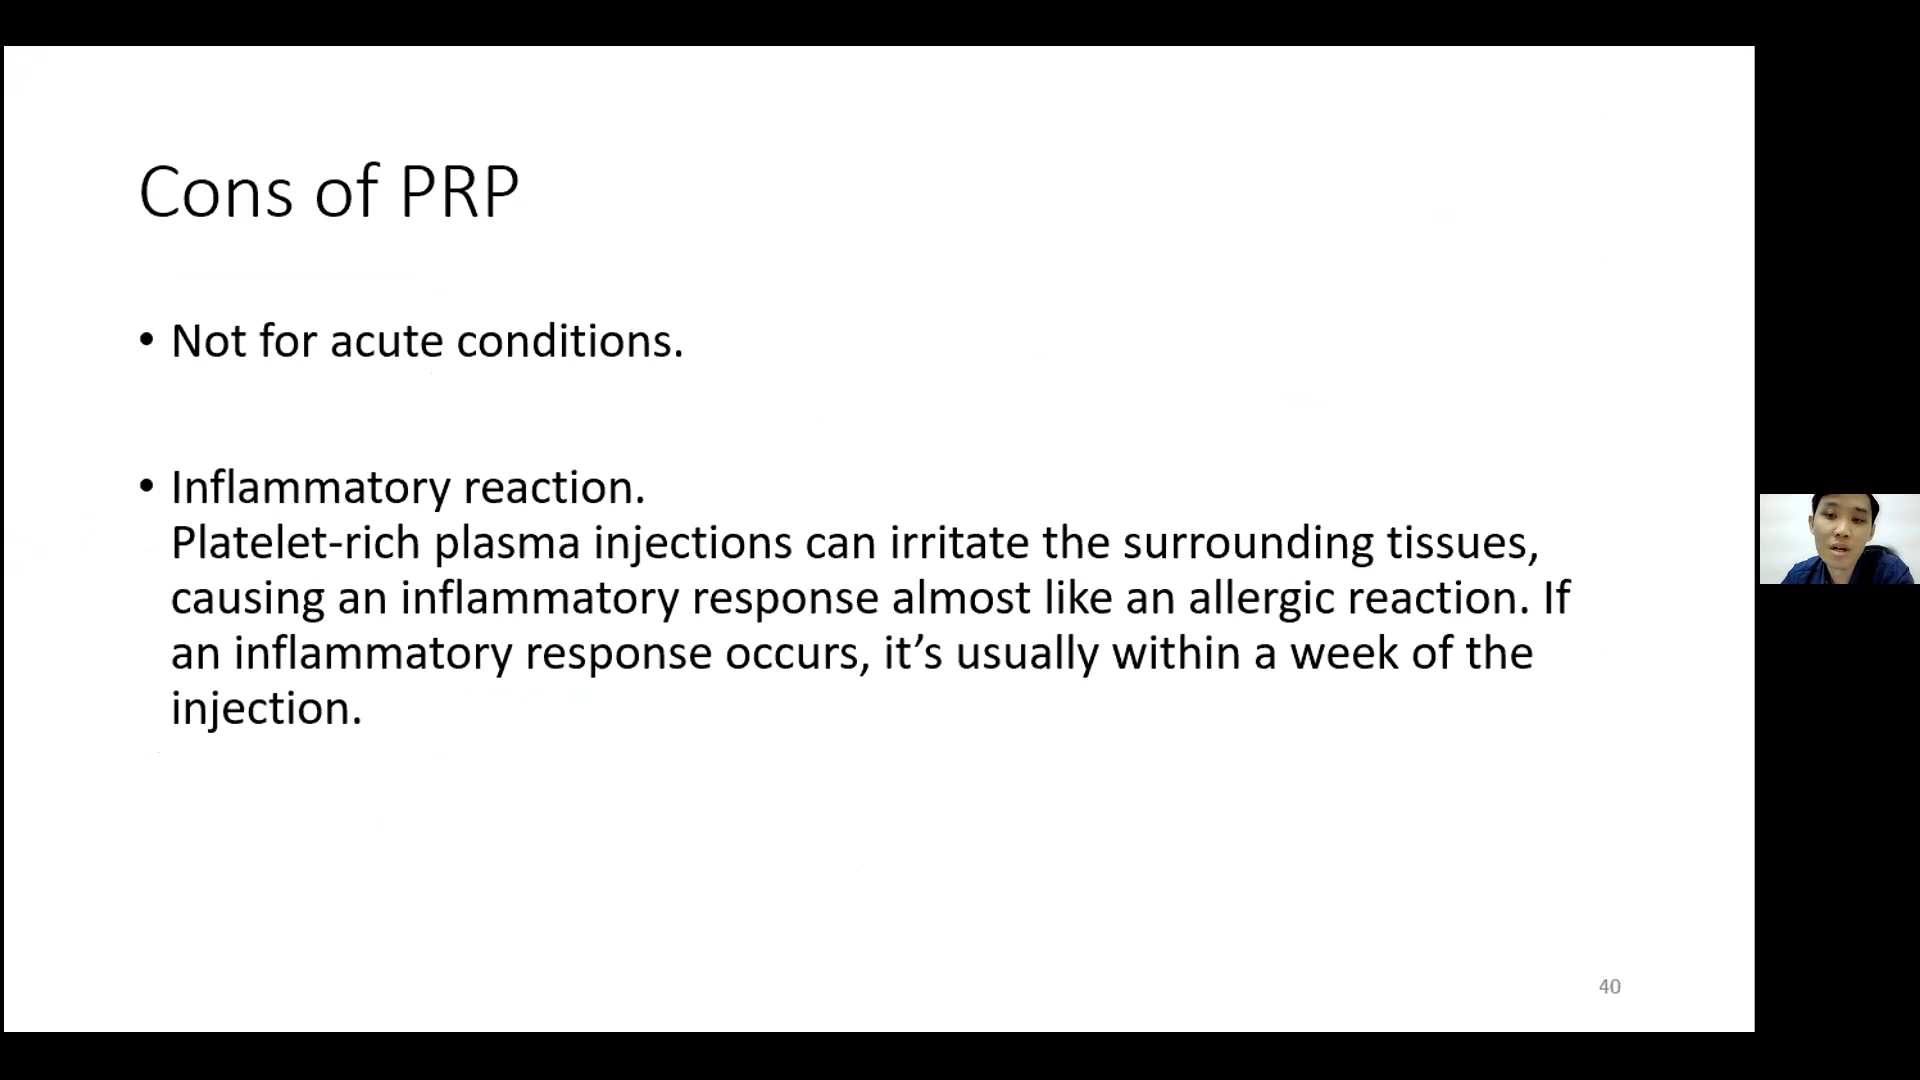 Cons of PRP
• Not for acute conditions.
• Inflammatory reaction.
Platelet-rich plasma injections can irritate the surrounding tissues,
causing an inflammatory response almost like an allergic reaction. If
an inflammatory response occurs, it’s usually within a week of the
injection.
40